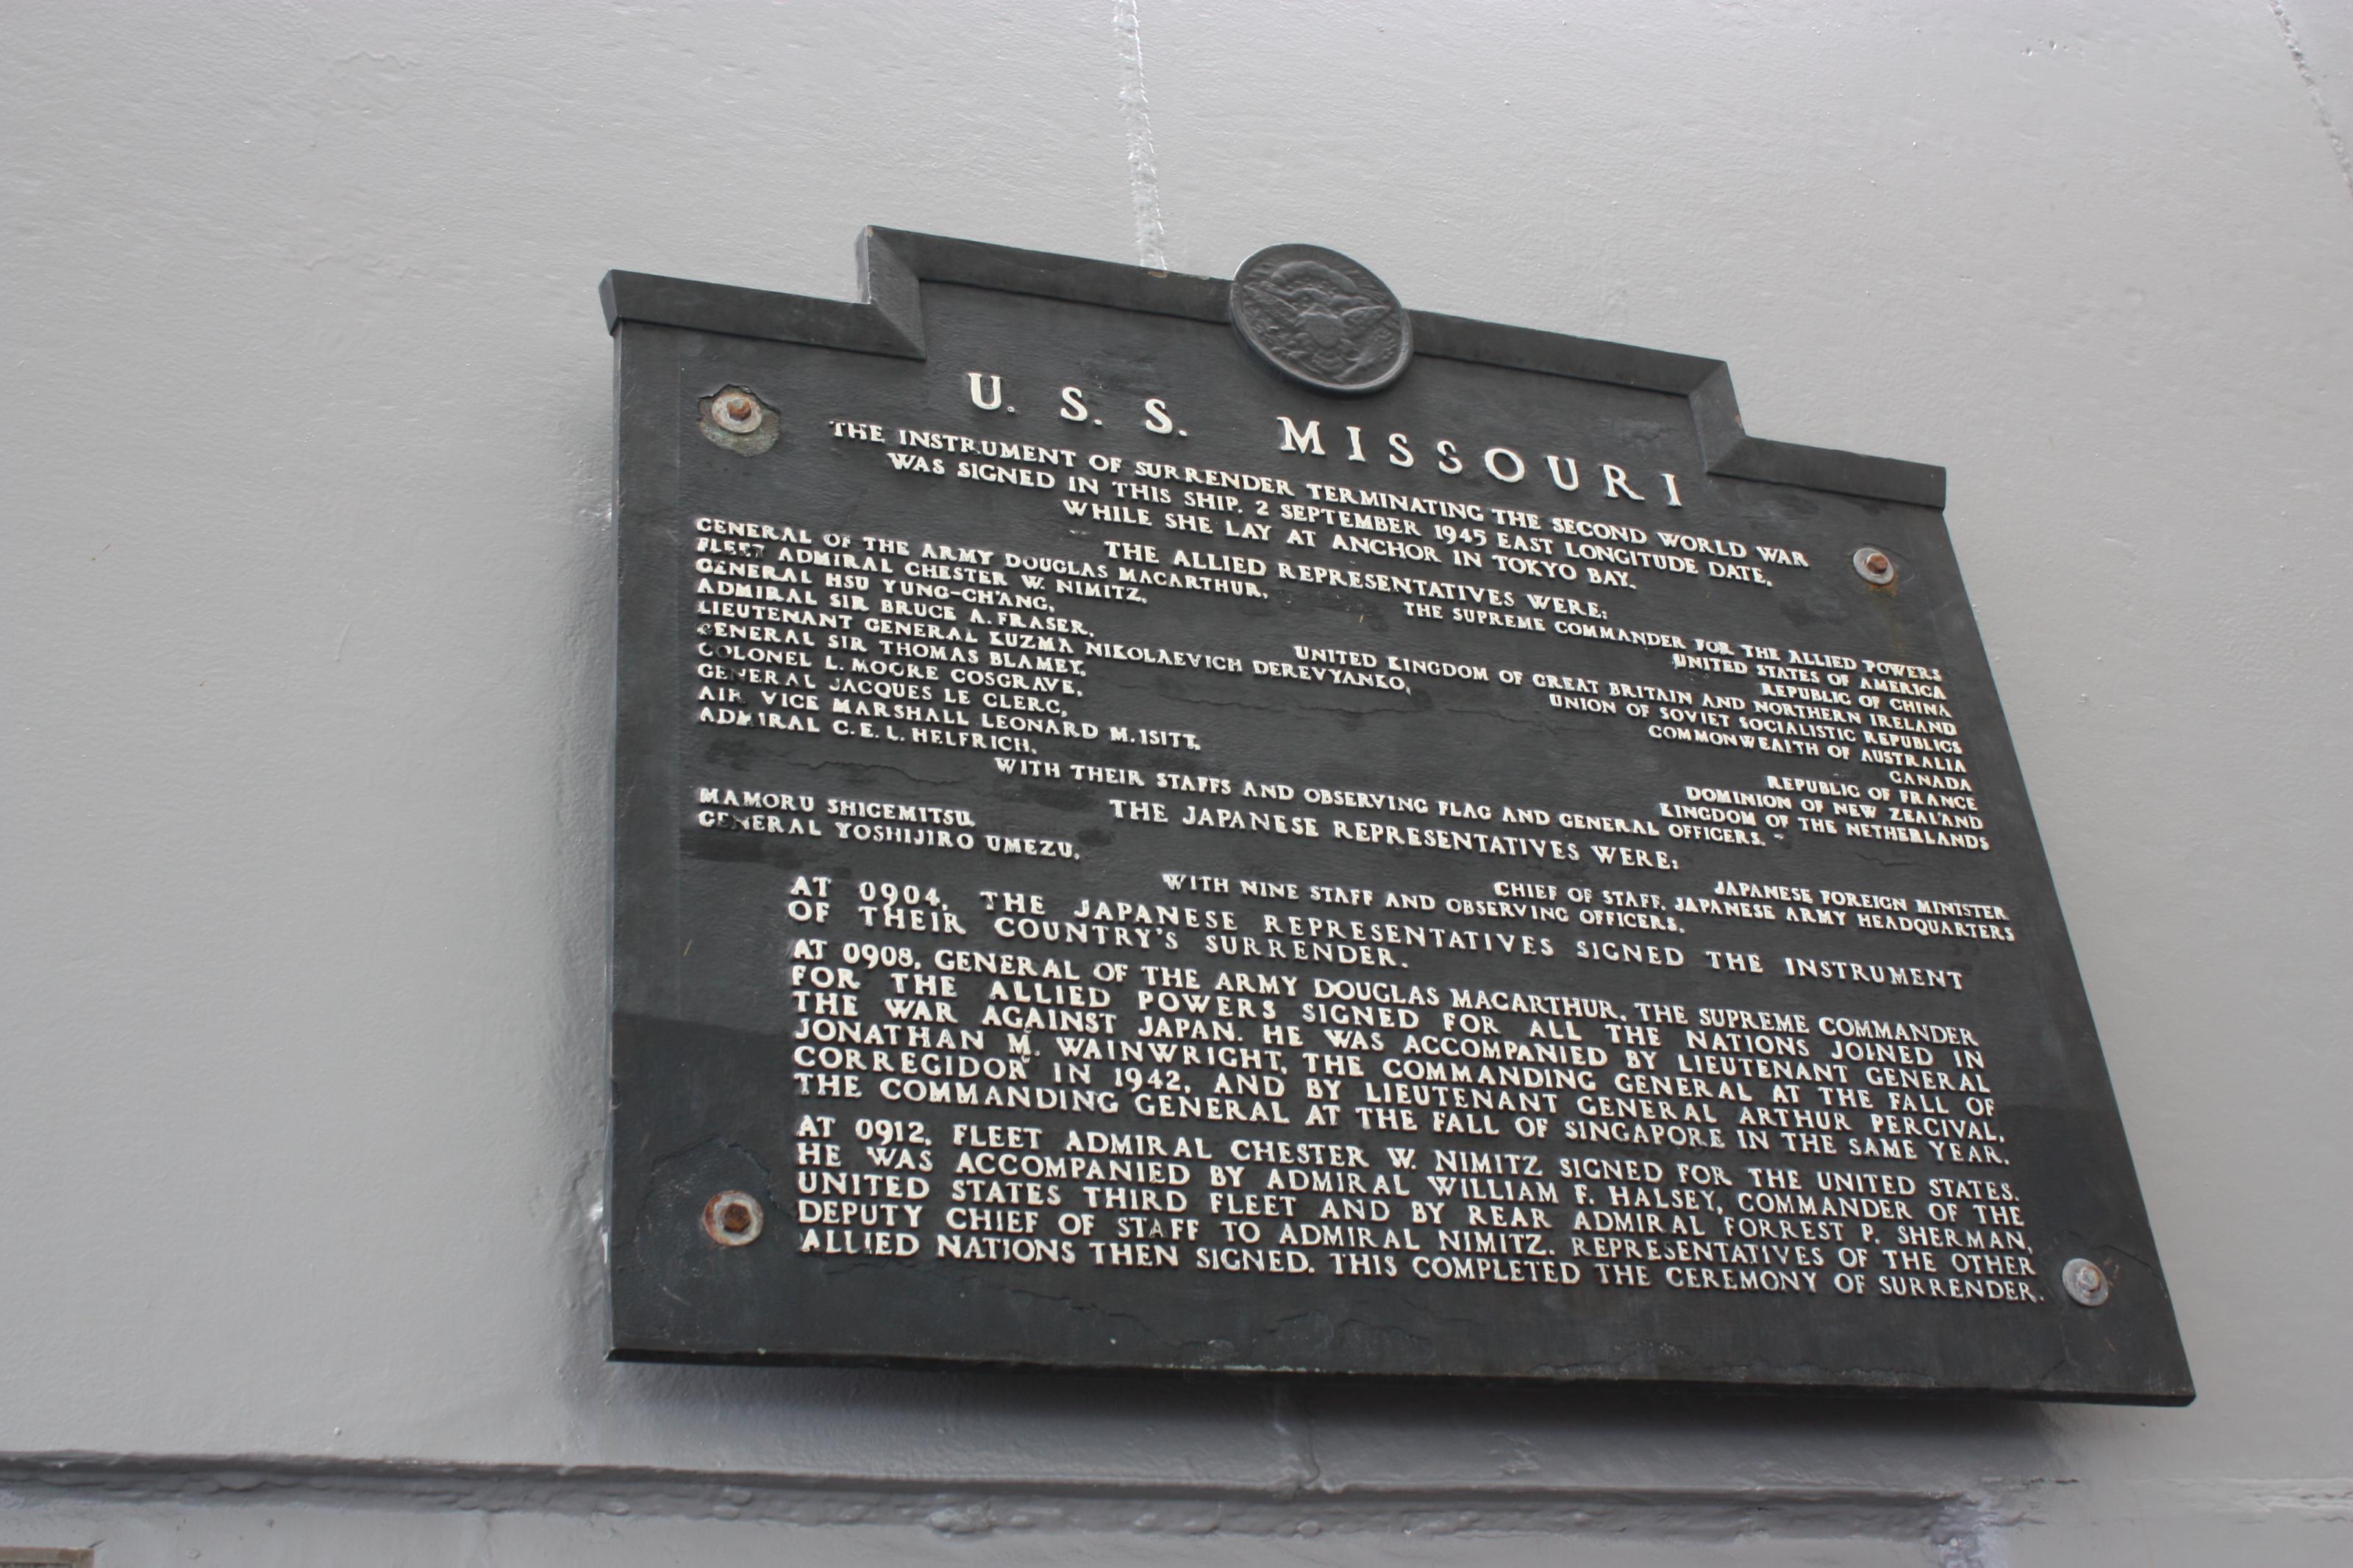 U. S. S. MISSOURI
THE INSTRUMENT OF SURRENDER TERMINATING THE SECOND WORLD WAR
WAS SIGNED IN THIS SHIP. 2 SEPTEMBER 1945 EAST LONGITUDE DATE,
WHILE SHE LAY AT ANCHOR IN TOKYO BAY.
THE ALLIED REPRESENTATIVES WERE:
GENERAL OF THE ARMY DOUGLAS MACARTHUR, THE SUPREME COMMANDER FOR THE ALLIED POWERS
FLEET ADMIRAL CHESTER W. NIMITZ, UNITED STATES OF AMERICA
GENERAL HSU YUNG-CH'ANG, REPUBLIC OF CHINA
ADMIRAL SIR BRUCE A. FRASER, UNITED KINGDOM OF GREAT BRITAIN AND NORTHERN IRELAND
LIEUTENANT GENERAL KUZMA NIKOLAEVICH DEREVYANKO, UNION OF SOVIET SOCIALISTIC REPUBLICS
GENERAL SIR THOMAS BLAMEY, COMMONWEALTH OF AUSTRALIA
COLONEL L. MOORE COSGRAVE, CANADA
GENERAL JACQUES LE CLERC, REPUBLIC OF FRANCE
AIR VICE MARSHALL LEONARD M. ISITT, DOMINION OF NEW ZEALAND
ADMIRAL C. E. L. HELFRICH, KINGDOM OF THE NETHERLANDS
WITH THEIR STAFFS AND OBSERVING FLAG AND GENERAL OFFICERS.
THE JAPANESE REPRESENTATIVES WERE:
MAMORU SHIGEMITSU, JAPANESE FOREIGN MINISTER
GENERAL YOSHIJIRO UMEZU, CHIEF OF STAFF, JAPANESE ARMY HEADQUARTERS
WITH NINE STAFF AND OBSERVING OFFICERS.
AT 0904, THE JAPANESE REPRESENTATIVES SIGNED THE INSTRUMENT
OF THEIR COUNTRY'S SURRENDER.
AT 0908, GENERAL OF THE ARMY DOUGLAS MACARTHUR, THE SUPREME COMMANDER
FOR THE ALLIED POWERS SIGNED FOR ALL THE NATIONS JOINED IN
THE WAR AGAINST JAPAN. HE WAS ACCOMPANIED BY LIEUTENANT GENERAL
JONATHAN M. WAINWRIGHT, THE COMMANDING GENERAL AT THE FALL OF
CORREGIDOR IN 1942, AND BY LIEUTENANT GENERAL ARTHUR PERCIVAL,
THE COMMANDING GENERAL AT THE FALL OF SINGAPORE IN THE SAME YEAR.
AT 0912, FLEET ADMIRAL CHESTER W. NIMITZ SIGNED FOR THE UNITED STATES.
HE WAS ACCOMPANIED BY ADMIRAL WILLIAM F. HALSEY, COMMANDER OF THE
UNITED STATES THIRD FLEET AND BY REAR ADMIRAL FORREST P. SHERMAN,
DEPUTY CHIEF OF STAFF TO ADMIRAL NIMITZ. REPRESENTATIVES OF THE OTHER
ALLIED NATIONS THEN SIGNED. THIS COMPLETED THE CEREMONY OF SURRENDER.